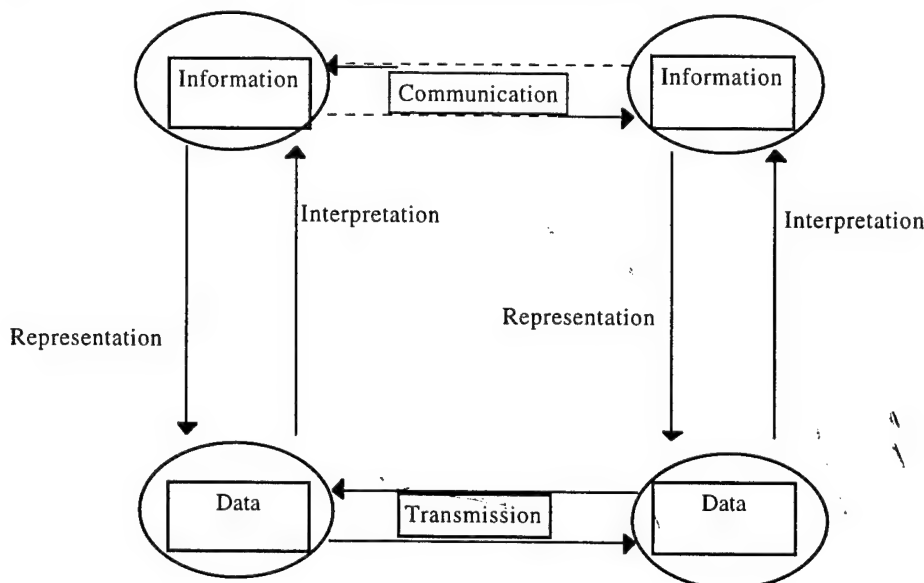 Information
Information
Communication
Interpretation
Interpretation
Representation
Representation
Data
Data
Transmission